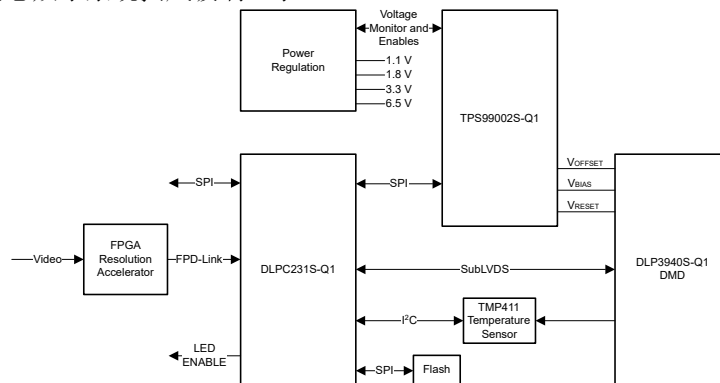 Voltage
Monitor and
Enables
Power
Regulation
1.1 V
1.8 V
3.3 V
6.5 V
TPS99002S-Q1
VOFFSET
VBIAS
VRESET
SPI
SPI
FPGA
Resolution
Accelerator
Video
FPD-Link
DLPC231S-Q1
SubLVDS
DLP3940S-Q1
DMD
I²C
TMP411
Temperature
Sensor
LED
ENABLE
SPI
Flash